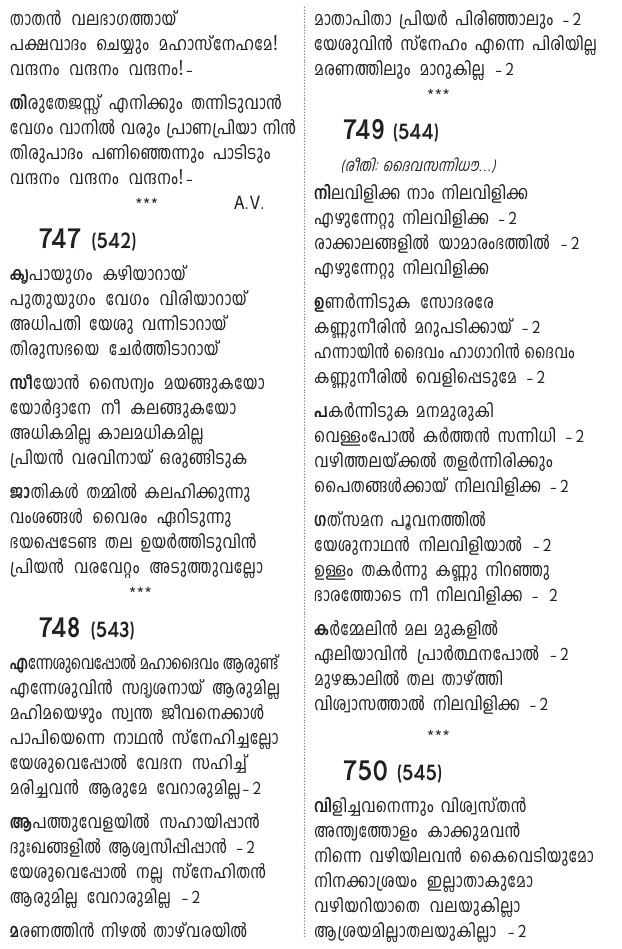 താതൻ വലഭാഗത്തായ്
പക്ഷവാദം ചെയ്യും മഹാസ്നേഹമേ!
വന്ദനം വന്ദനം വന്ദനം!-
തിരുതേജസ്സ് എനിക്കും തന്നിടുവാൻ
വേഗം വാനിൽ വരും പ്രാണപ്രിയാ നിൻ
തിരുപാദം പണിഞ്ഞെന്നും പാടിടും
വന്ദനം വന്ദനം വന്ദനം!-
*** A.V.
747 (542)
കൃപായുഗം കഴിയാറായ്
പുതുയുഗം വേഗം വിരിയാറായ്
അധിപതി യേശു വന്നിടാറായ്
തിരുസഭയെ ചേർത്തിടാറായ്
സീയോൻ സൈന്യം മയങ്ങുകയോ
യോർദ്ദാനേ നീ കലങ്ങുകയോ
അധികമില്ല കാലമധികമില്ല
പ്രിയൻ വരവിനായ് ഒരുങ്ങിടുക
ജാതികൾ തമ്മിൽ കലഹിക്കുന്നു
വംശങ്ങൾ വൈരം ഏറിടുന്നു
ഭയപ്പെടേണ്ട തല ഉയർത്തിടുവിൻ
പ്രിയൻ വരവേറ്റം അടുത്തുവല്ലോ
***
748 (543)
എന്നേശുവെപ്പോൽ മഹാദൈവം ആരുണ്ട്
എന്നേശുവിൻ സദൃശനായ് ആരുമില്ല
മഹിമയെഴും സ്വന്ത ജീവനെക്കാൾ
പാപിയെന്നെ നാഥൻ സ്നേഹിച്ചല്ലോ
യേശുവെപ്പോൽ വേദന സഹിച്ച്
മരിച്ചവൻ ആരുമേ വേറാരുമില്ല-2
ആപത്തുവേളയിൽ സഹായിപ്പാൻ
ദുഃഖങ്ങളിൽ ആശ്വസിപ്പിപ്പാൻ -2
യേശുവെപ്പോൽ നല്ല സ്നേഹിതൻ
ആരുമില്ല വേറാരുമില്ല -2
മരണത്തിൻ നിഴൽ താഴ്‌വരയിൽ
മാതാപിതാ പ്രിയർ പിരിഞ്ഞാലും -2
യേശുവിൻ സ്നേഹം എന്നെ പിരിയില്ല
മരണത്തിലും മാറുകില്ല -2
***
749 (544)
(രീതി: ദൈവസന്നിധൗ...)
നിലവിളിക്ക നാം നിലവിളിക്ക
എഴുന്നേറ്റു നിലവിളിക്ക -2
രാക്കാലങ്ങളിൽ യാമാരംഭത്തിൽ -2
എഴുന്നേറ്റു നിലവിളിക്ക
ഉണർന്നിടുക സോദരരേ
കണ്ണുനീരിൻ മറുപടിക്കായ് -2
ഹന്നായിൻ ദൈവം ഹാഗാറിൻ ദൈവം
കണ്ണുനീരിൽ വെളിപ്പെടുമേ -2
പകർന്നിടുക മനമുരുകി
വെള്ളംപോൽ കർത്തൻ സന്നിധി -2
വഴിത്തലയ്ക്കൽ തളർന്നിരിക്കും
പൈതങ്ങൾക്കായ് നിലവിളിക്ക -2
ഗത്സമന പൂവനത്തിൽ
യേശുനാഥൻ നിലവിളിയാൽ -2
ഉള്ളം തകർന്നു കണ്ണു നിറഞ്ഞു
ഭാരത്തോടെ നീ നിലവിളിക്ക - 2
കർമ്മേലിൻ മല മുകളിൽ
ഏലിയാവിൻ പ്രാർത്ഥനപോൽ -2
മുഴങ്കാലിൽ തല താഴ്ത്തി
വിശ്വാസത്താൽ നിലവിളിക്ക -2
***
750 (545)
വിളിച്ചവനെന്നും വിശ്വസ്തൻ
അന്ത്യത്തോളം കാക്കുമവൻ
നിന്നെ വഴിയിലവൻ കൈവെടിയുമോ
നിനക്കാശ്രയം ഇല്ലാതാകുമോ
വഴിയറിയാതെ വലയുകില്ലാ
ആശ്രയമില്ലാതലയുകില്ലാ -2